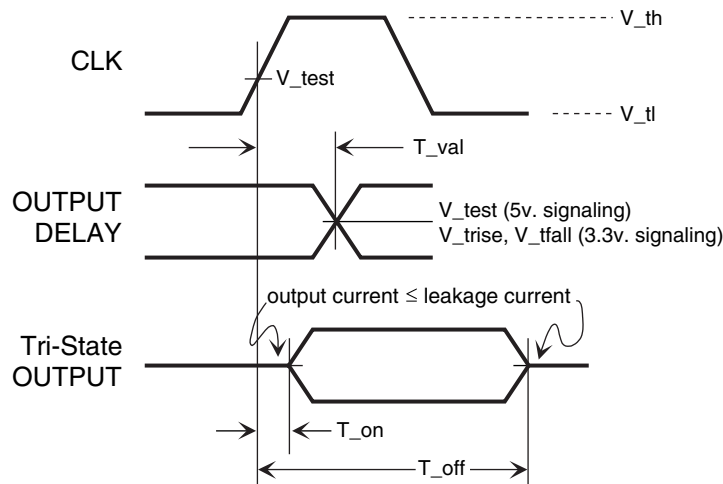 V_th
CLK
V_test
V_tl
T_val
OUTPUT
DELAY
V_test (5v. signaling)
V_trise, V_tfall (3.3v. signaling)
output current ≤ leakage current
Tri-State
OUTPUT
T_on
T_off